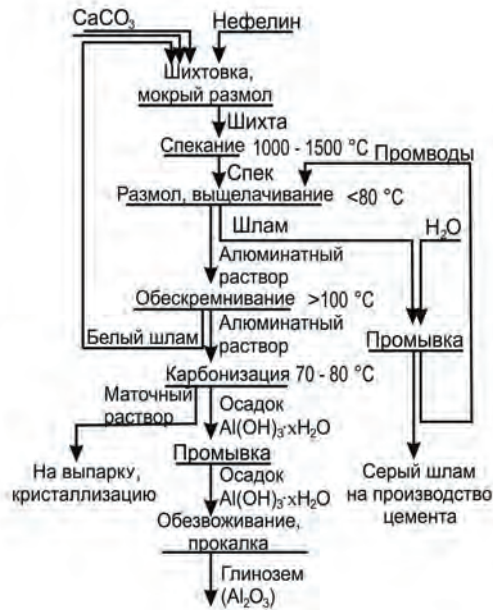 CaCO₃
Нефелин
Шихтовка,
мокрый размол
Шихта
Спекание 1000 - 1500 °C
Промводы
Спек
Размол, выщелачивание <80 °C
Шлам
H₂O
Алюминатный
раствор
Обескремнивание >100 °C
Белый шлам
Алюминатный
раствор
Промывка
Карбонизация 70 - 80 °C
Маточный
раствор
Осадок
Al(OH)₃·xH₂O
На выпарку,
кристаллизацию
Промывка
Осадок
Al(OH)₃·xH₂O
Серый шлам
на производство
цемента
Обезвоживание,
прокалка
Глинозем
(Al₂O₃)